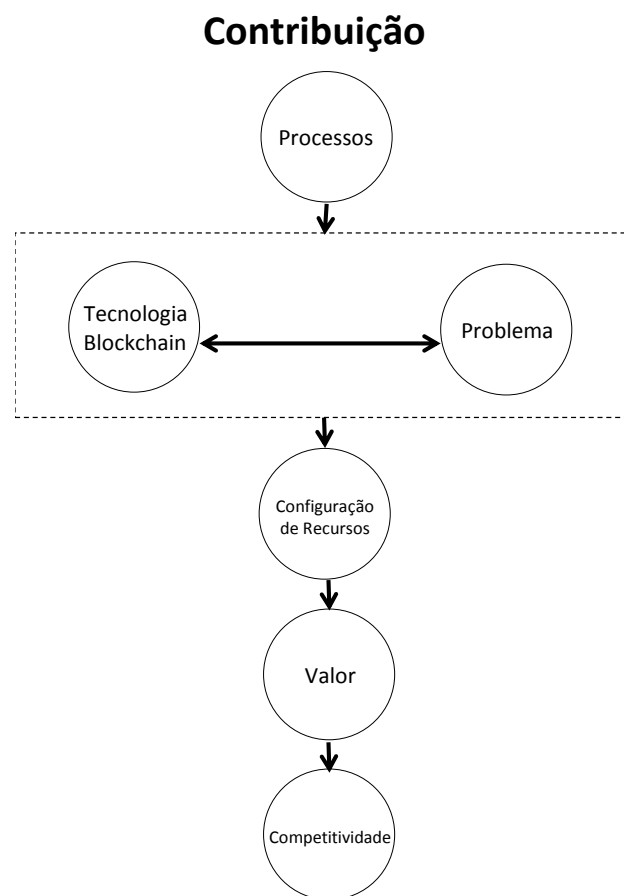 Contribuição
Processos
Tecnologia
Blockchain
Problema
Configuração
de Recursos
Valor
Competitividade